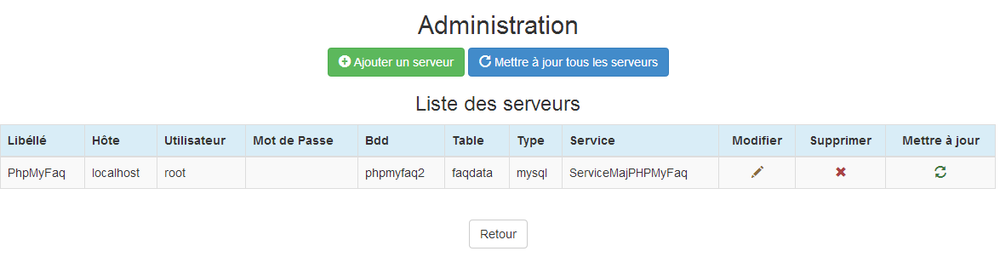 Administration
Ajouter un serveur Mettre à jour tous les serveurs
Liste des serveurs
Libéllé Hôte Utilisateur Mot de Passe Bdd Table Type Service Modifier Supprimer Mettre à jour
PhpMyFaq localhost root phpmyfaq2 faqdata mysql ServiceMajPHPMyFaq
Retour